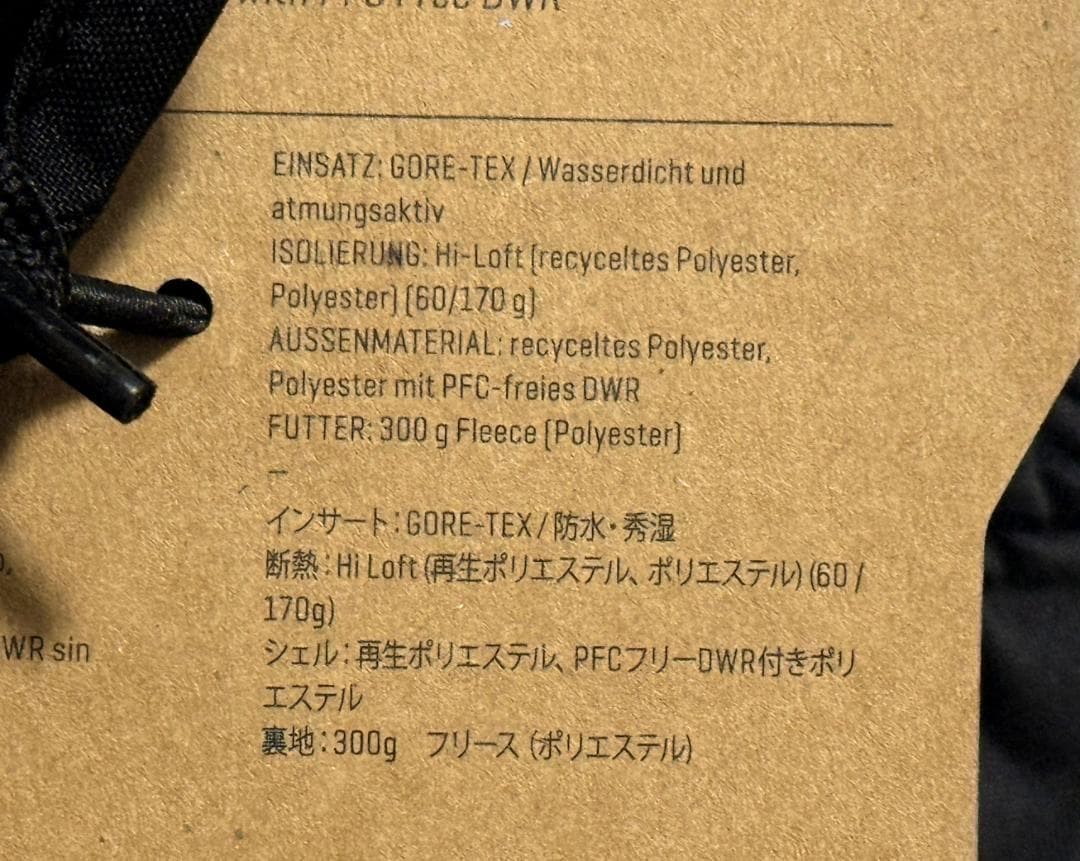 EINSATZ: GORE-TEX / Wasserdicht und
atmungsaktiv
ISOLIERUNG: Hi-Loft (recyceltes Polyester,
Polyester) (60/170 g)
AUSSENMATERIAL: recyceltes Polyester,
Polyester mit PFC-freies DWR
FUTTER: 300 g Fleece (Polyester)
–
インサート：GORE-TEX / 防水・秀湿
断熱：Hi Loft (再生ポリエステル、ポリエステル) (60 /
170g)
シェル：再生ポリエステル、PFCフリーDWR付きポリ
エステル
裏地：300g　フリース (ポリエステル)
WR sin